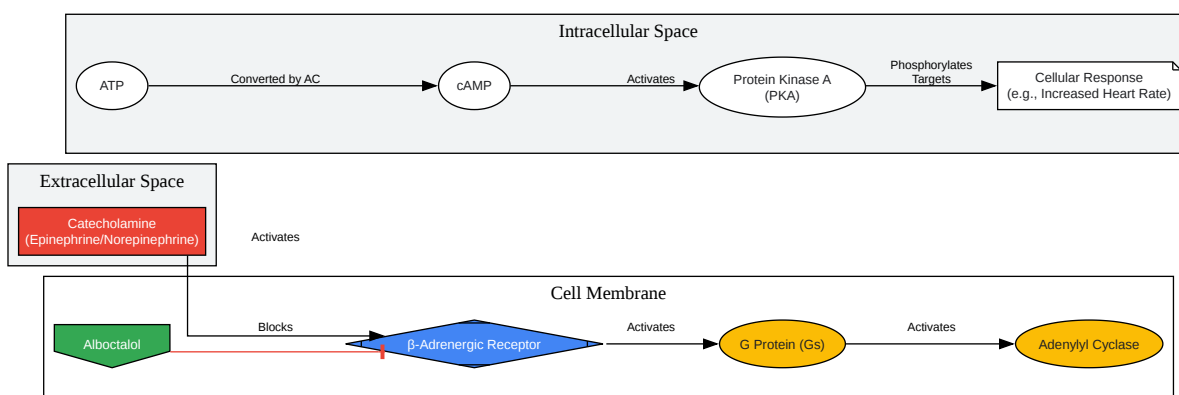 Intracellular Space
ATP
Converted by AC
cAMP
Activates
Protein Kinase A
(PKA)
Phosphorylates
Targets
Cellular Response
(e.g., Increased Heart Rate)
Extracellular Space
Catecholamine
(Epinephrine/Norepinephrine)
Activates
Cell Membrane
Alboctalol
Blocks
β-Adrenergic Receptor
Activates
G Protein (Gs)
Activates
Adenylyl Cyclase